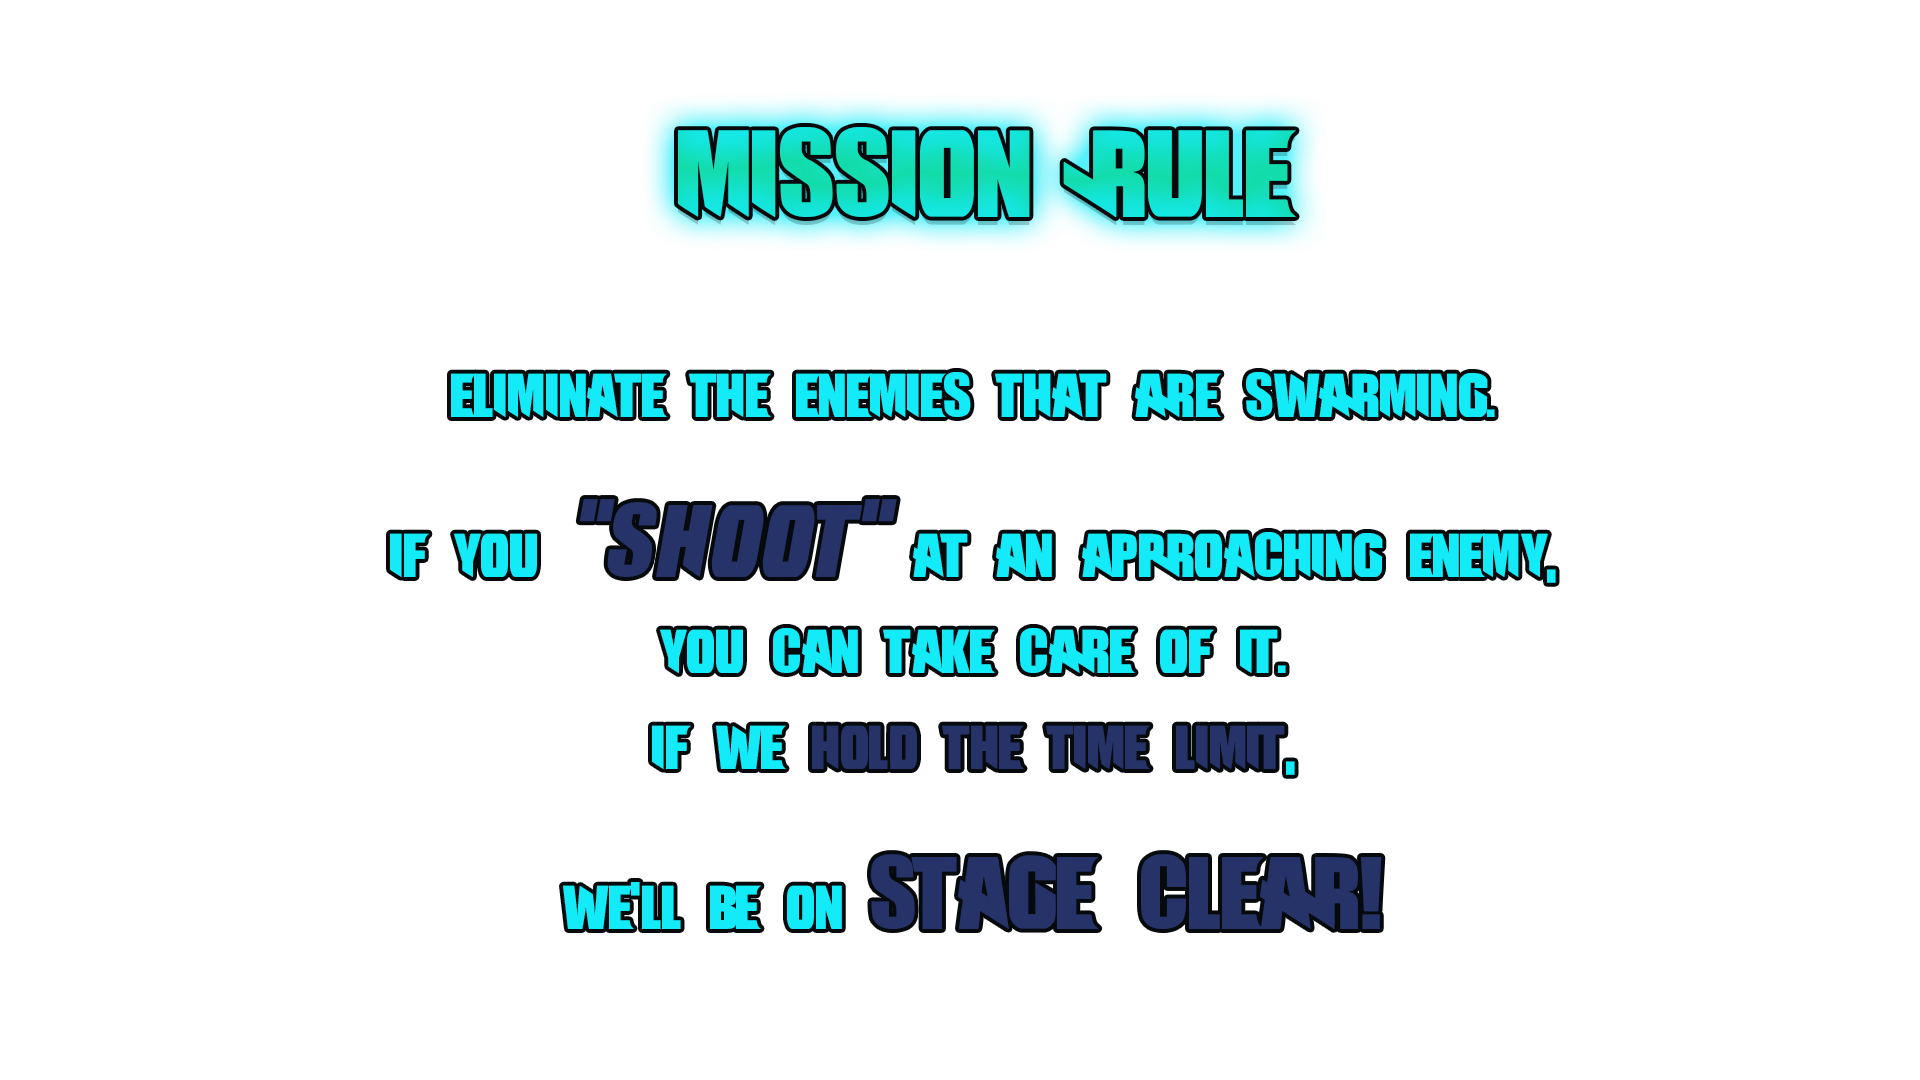 MISSION RULE
ELIMINATE THE ENEMIES THAT ARE SWARMING.
IF YOU "SHOOT" AT AN APPROACHING ENEMY,
YOU CAN TAKE CARE OF IT.
IF WE HOLD THE TIME LIMIT,
WE'LL BE ON STAGE CLEAR!